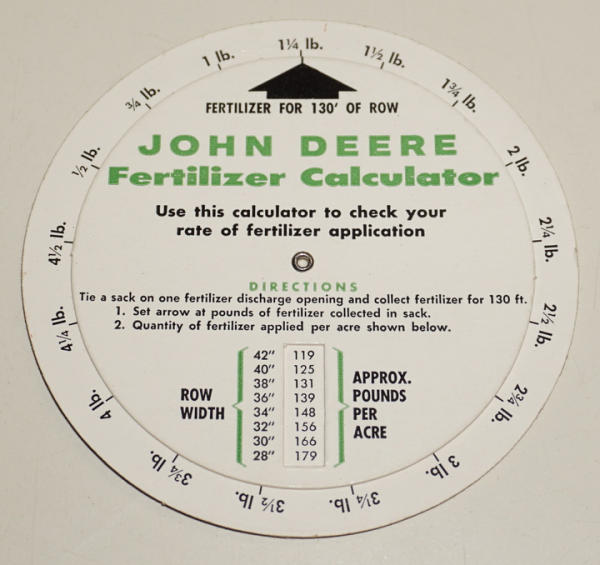 1¼ lb.
1½ lb.
1¾ lb.
2 lb.
2¼ lb.
2½ lb.
2¾ lb.
3 lb.
3¼ lb.
3½ lb.
3¾ lb.
4 lb.
4¼ lb.
4½ lb.
½ lb.
¾ lb.
1 lb.
FERTILIZER FOR 130' OF ROW
JOHN DEERE
Fertilizer Calculator
Use this calculator to check your
rate of fertilizer application
DIRECTIONS
Tie a sack on one fertilizer discharge opening and collect fertilizer for 130 ft.
1. Set arrow at pounds of fertilizer collected in sack.
2. Quantity of fertilizer applied per acre shown below.
ROW
WIDTH
42" 119
40" 125
38" 131
36" 139
34" 148
32" 156
30" 166
28" 179
APPROX.
POUNDS
PER
ACRE